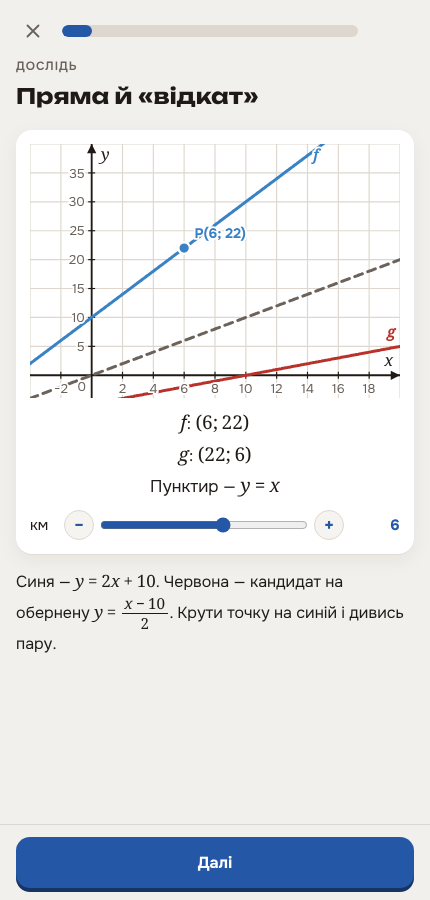 ДОСЛІДЬ
Пряма й «відкат»
y
f
35
30
25
P(6; 22)
20
15
10
5
g
x
-2 0 2 4 6 8 10 12 14 16 18
f: (6; 22)
g: (22; 6)
Пунктир – y = x
км − + 6
Синя – y = 2x + 10. Червона – кандидат на
обернену y = (x − 10)/2. Крути точку на синій і дивись
пару.
Далі